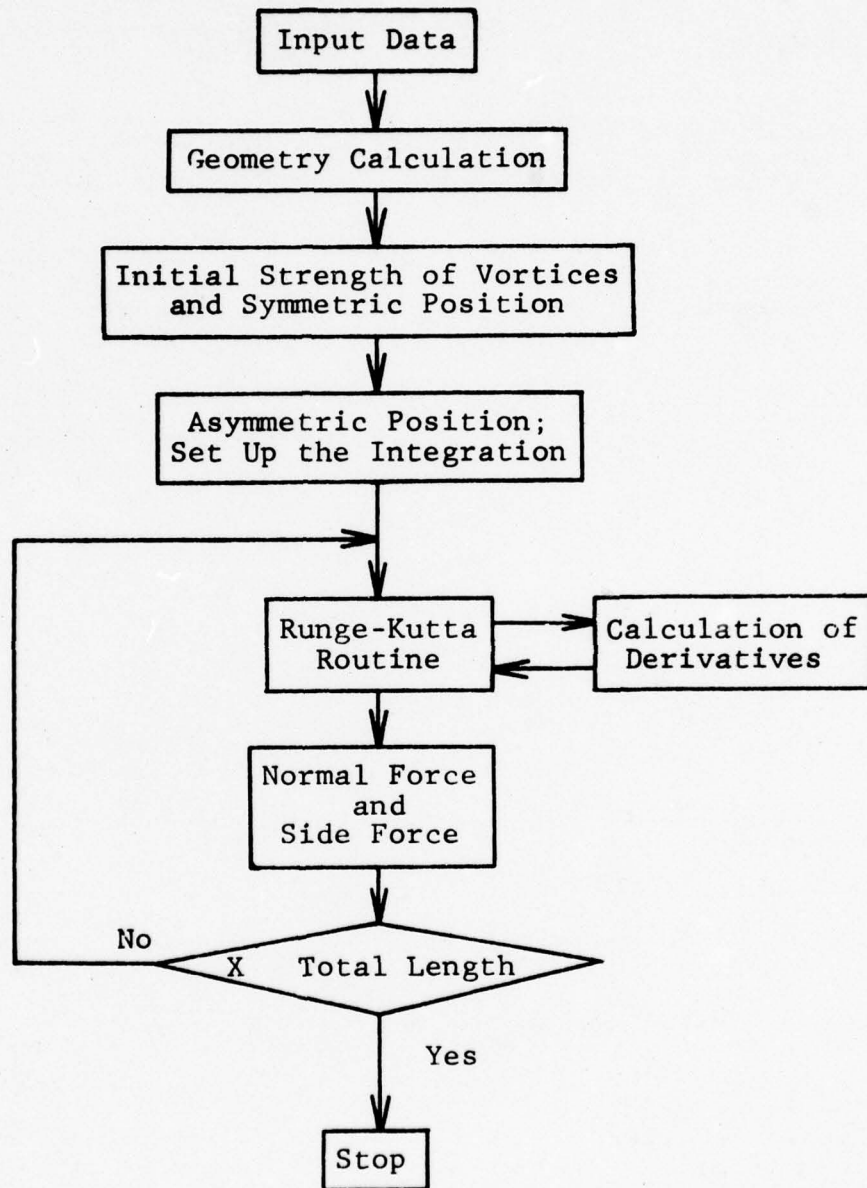 Input Data
Geometry Calculation
Initial Strength of Vortices
and Symmetric Position
Asymmetric Position;
Set Up the Integration
Runge-Kutta
Routine
Calculation of
Derivatives
Normal Force
and
Side Force
No
X Total Length
Yes
Stop